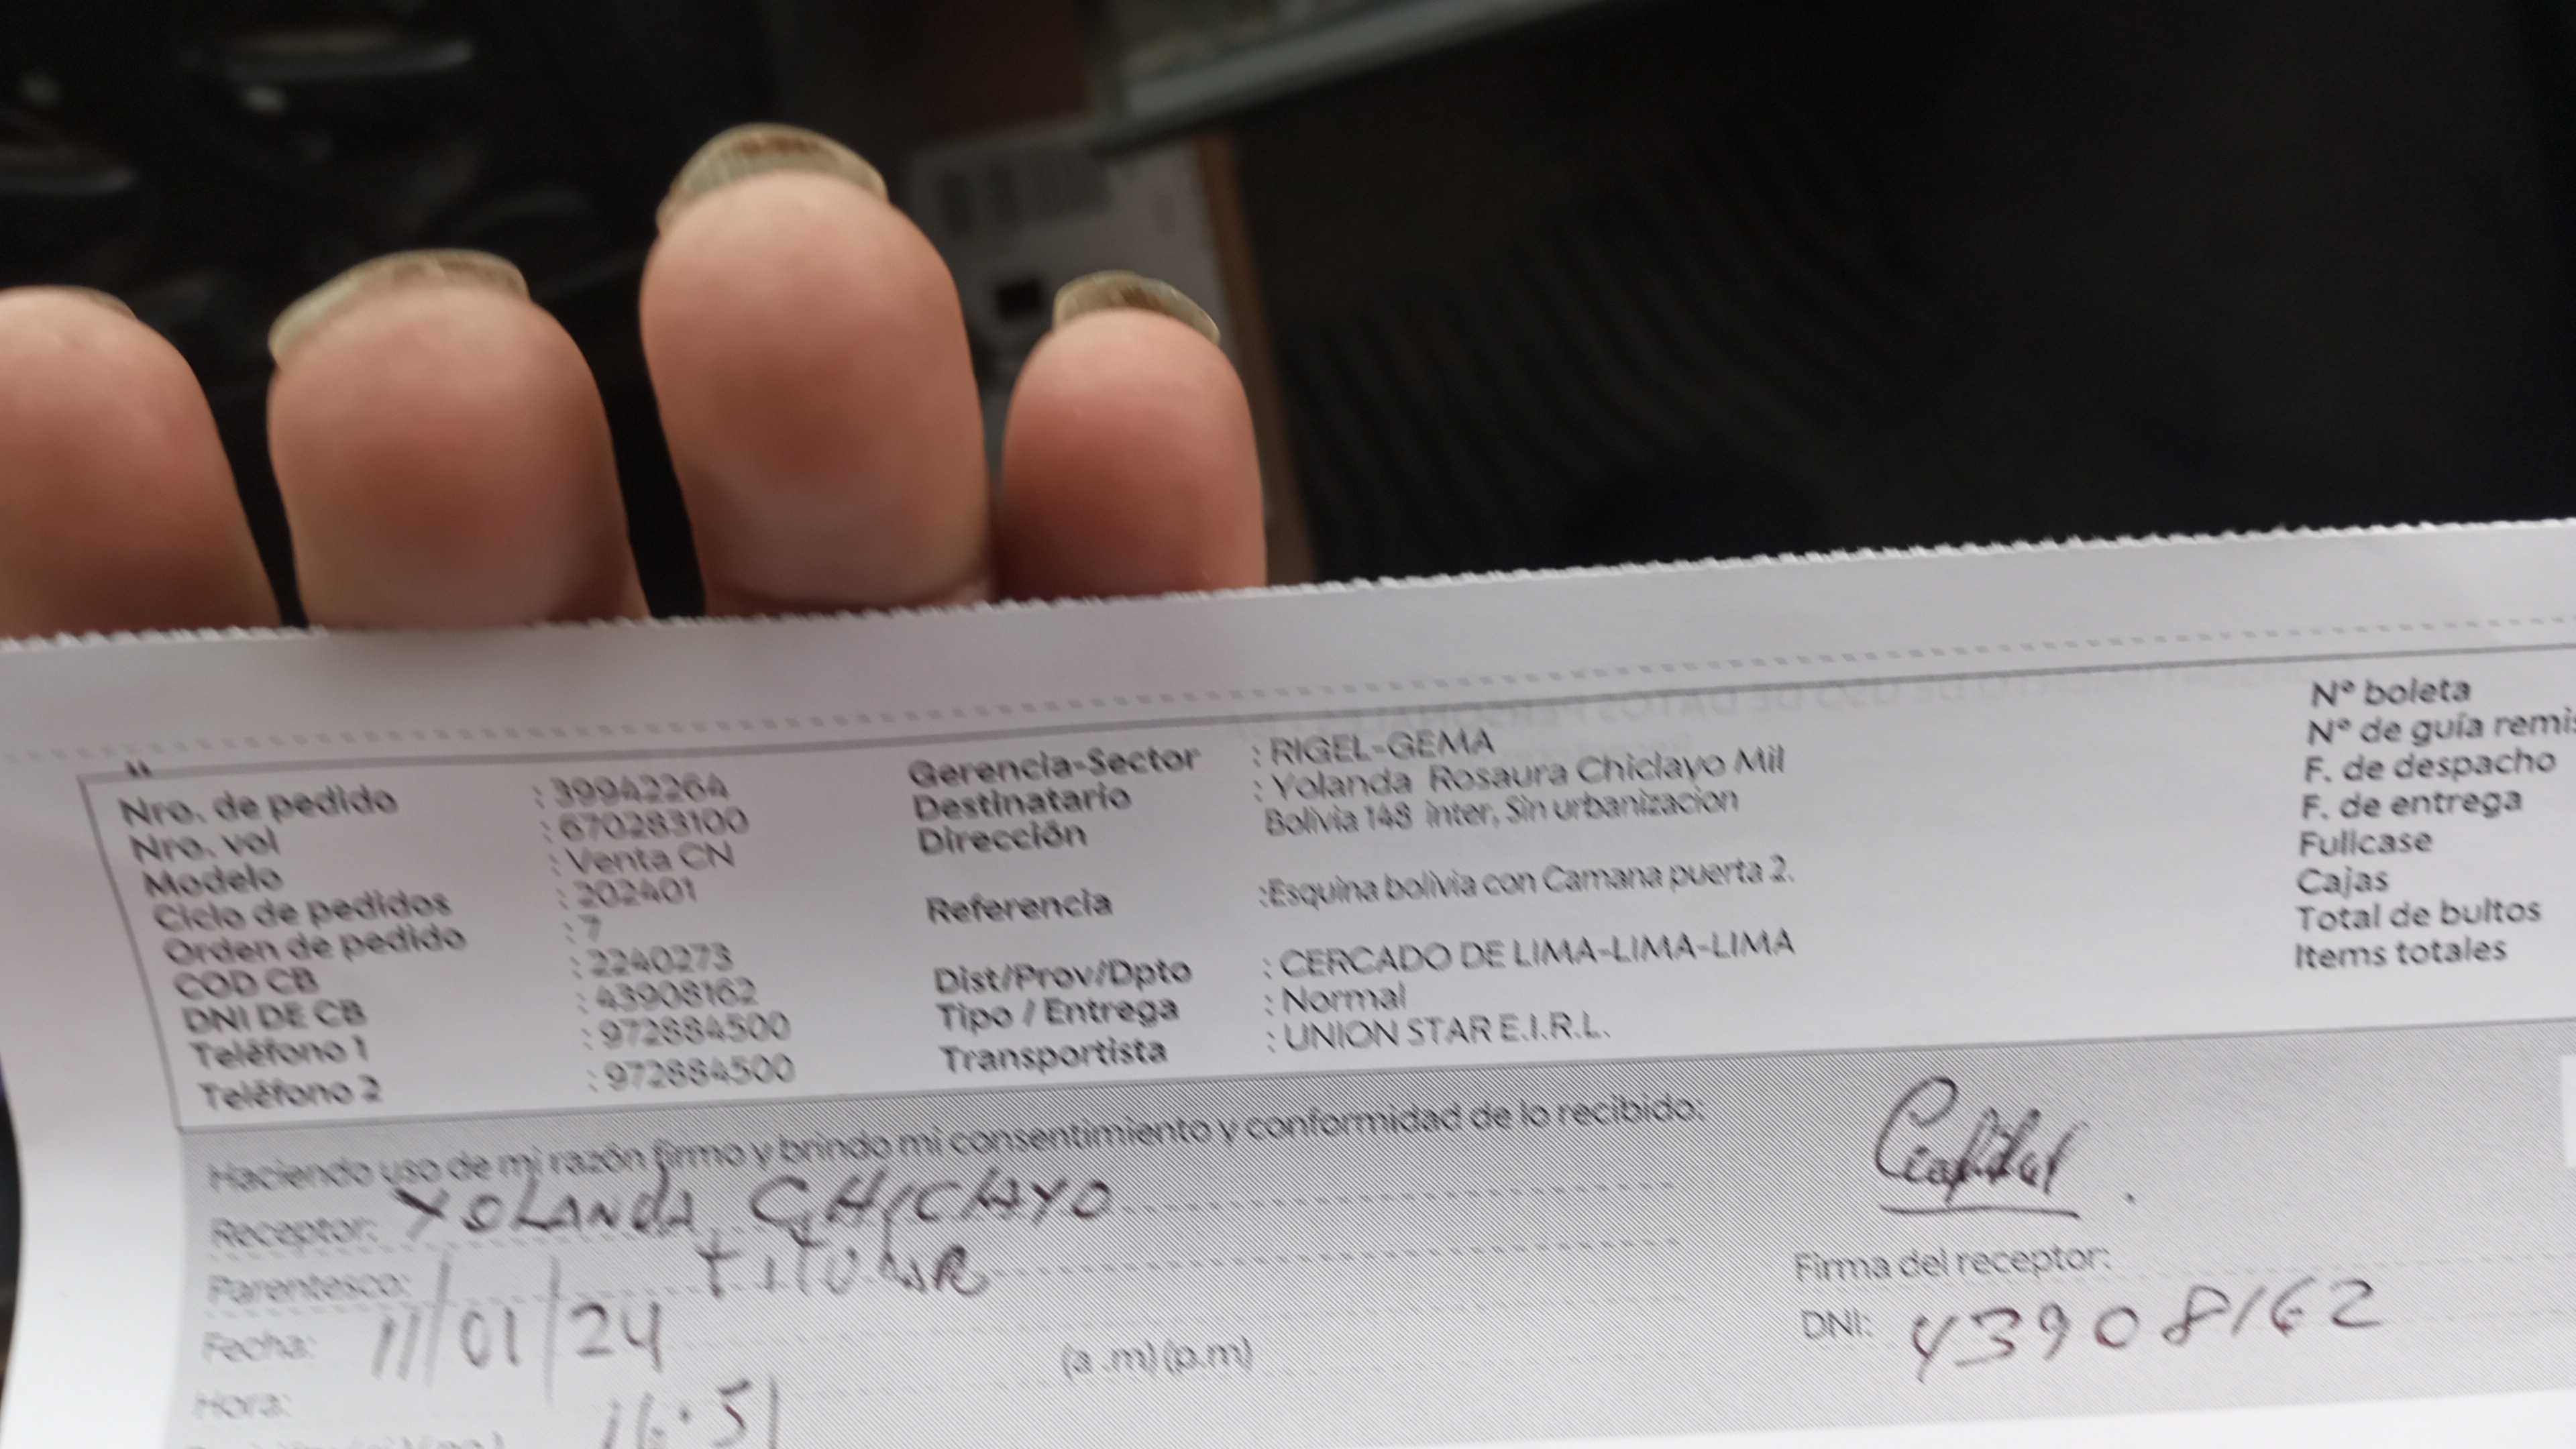 Nro. de pedido : 39942264
Nro. vol : 670283100
Modelo : Venta CN
Ciclo de pedidos : 202401
Orden de pedido : 7
COD CB : 2240273
DNI DE CB : 43908162
Teléfono 1 : 972884500
Teléfono 2 : 972884500
Gerencia-Sector : RIGEL-GEMA
Destinatario : Yolanda Rosaura Chiclayo Mil
Dirección Bolivia 148 inter, Sin urbanizacion
Referencia :Esquina bolivia con Camana puerta 2.
Dist/Prov/Dpto : CERCADO DE LIMA-LIMA-LIMA
Tipo / Entrega : Normal
Transportista : UNION STAR E.I.R.L.
N° boleta
N° de guía remis
F. de despacho
F. de entrega
Fullcase
Cajas
Total de bultos
Items totales
Haciendo uso de mi razón firmo y brindo mi consentimiento y conformidad de lo recibido:
Receptor: YOLANDA CHICLAYO
Parentesco: TITULAR
Fecha: 11/01/24
Hora: 16:51 (a .m) (p.m)
Firma del receptor:
DNI: 43908162